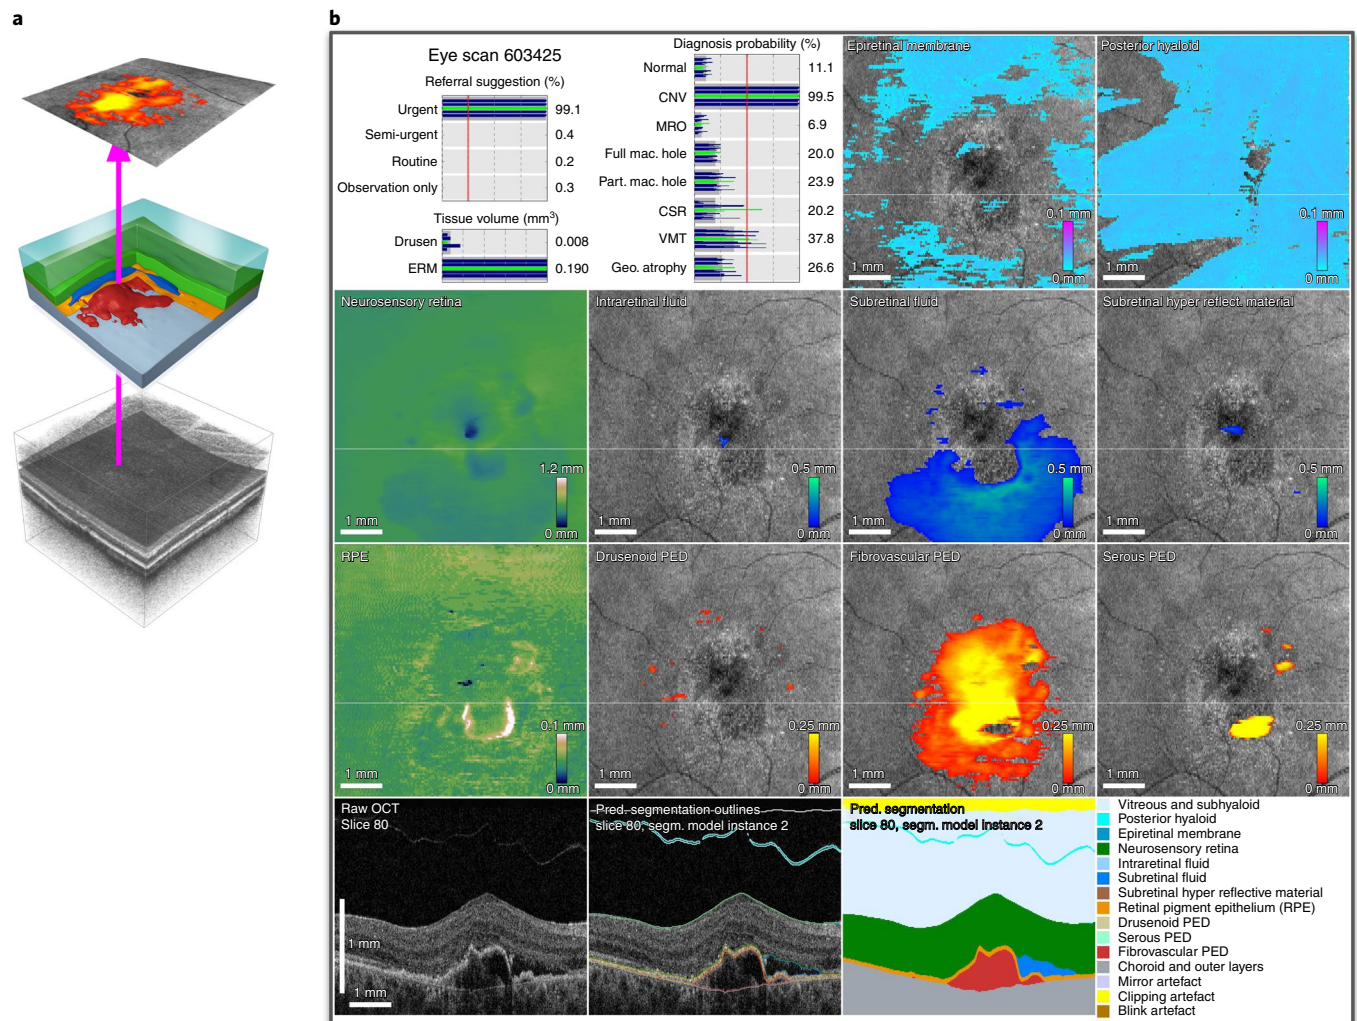 a
b
Eye scan 603425
Referral suggestion (%)
Urgent 99.1
Semi-urgent 0.4
Routine 0.2
Observation only 0.3
Tissue volume (mm³)
Drusen 0.008
ERM 0.190
Diagnosis probability (%)
Normal 11.1
CNV 99.5
MRO 6.9
Full mac. hole 20.0
Part. mac. hole 23.9
CSR 20.2
VMT 37.8
Geo. atrophy 26.6
Epiretinal membrane
0.1 mm
1 mm
0 mm
Posterior hyaloid
0.1 mm
1 mm
0 mm
Neurosensory retina
1.2 mm
1 mm
0 mm
Intraretinal fluid
0.5 mm
1 mm
0 mm
Subretinal fluid
0.5 mm
1 mm
0 mm
Subretinal hyper reflect. material
0.5 mm
1 mm
0 mm
RPE
0.1 mm
1 mm
0 mm
Drusenoid PED
0.25 mm
1 mm
0 mm
Fibrovascular PED
0.25 mm
1 mm
0 mm
Serous PED
0.25 mm
1 mm
0 mm
Raw OCT
Slice 80
1 mm
1 mm
Pred. segmentation outlines
slice 80, segm. model instance 2
Pred. segmentation
slice 80, segm. model instance 2
Vitreous and subhyaloid
Posterior hyaloid
Epiretinal membrane
Neurosensory retina
Intraretinal fluid
Subretinal fluid
Subretinal hyper reflective material
Retinal pigment epithelium (RPE)
Drusenoid PED
Serous PED
Fibrovascular PED
Choroid and outer layers
Mirror artefact
Clipping artefact
Blink artefact